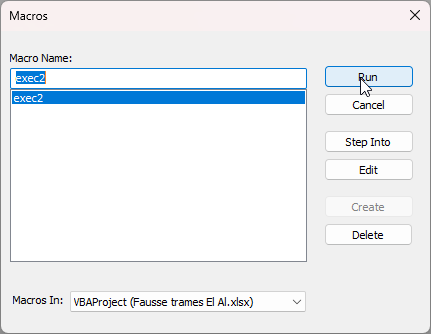 Macros
Macro Name:
exec2
exec2
Run
Cancel
Step Into
Edit
Create
Delete
Macros In:
VBAProject (Fausse trames El Al.xlsx)